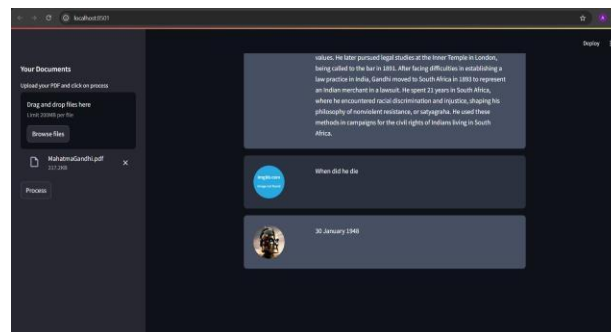 localhost:8501
Deploy
Your Documents
Upload your PDF and click on process
Drag and drop files here
Limit 200MB per file
Browse files
MahatmaGandhi.pdf
317.2KB
Process
values. He later pursued legal studies at the Inner Temple in London,
being called to the bar in 1891. After facing difficulties in establishing a
law practice in India, Gandhi moved to South Africa in 1893 to represent
an Indian merchant in a lawsuit. He spent 21 years in South Africa,
where he encountered racial discrimination and injustice, shaping his
philosophy of nonviolent resistance, or satyagraha. He used these
methods in campaigns for the civil rights of Indians living in South
Africa.
When did he die
30 January 1948